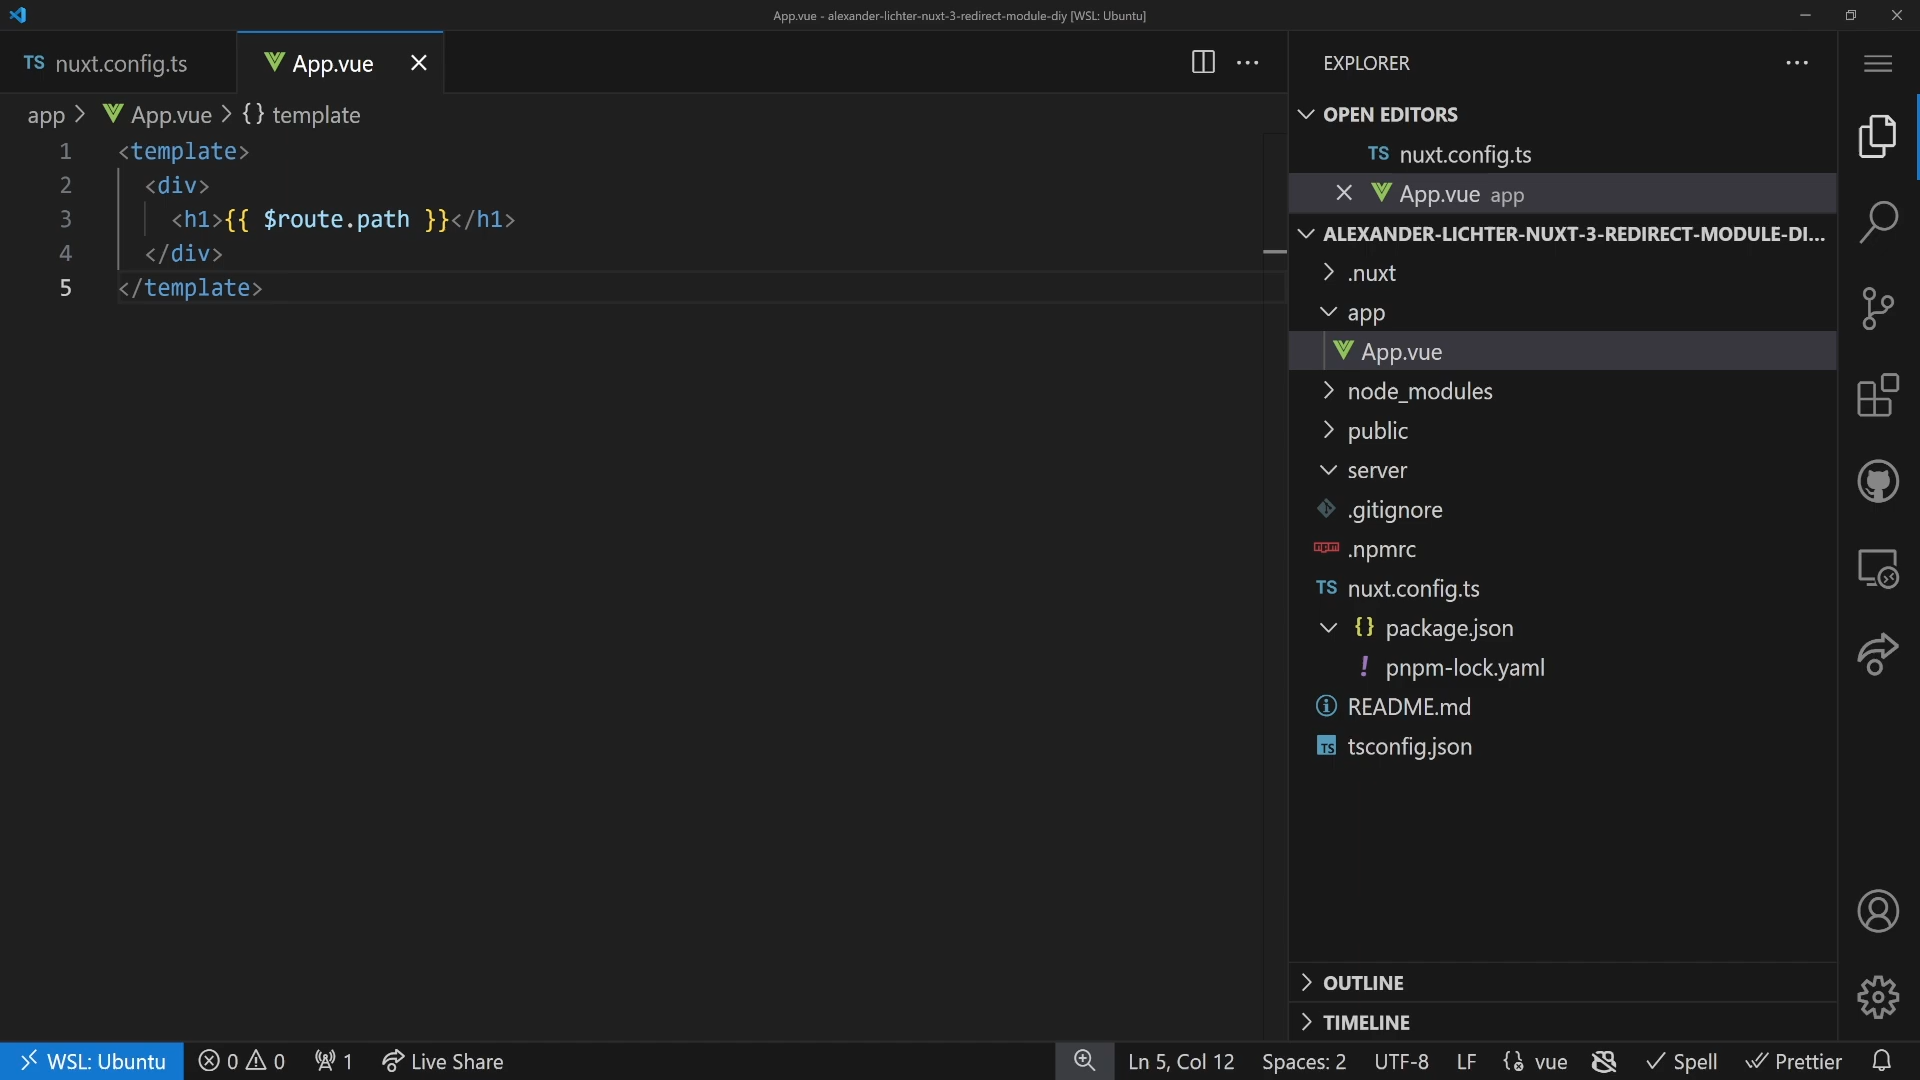 App.vue - alexander-lichter-nuxt-3-redirect-module-diy [WSL: Ubuntu]
TS nuxt.config.ts
App.vue
app > App.vue > {} template
1 <template>
2 <div>
3 <h1>{{ $route.path }}</h1>
4 </div>
5 </template>
EXPLORER
OPEN EDITORS
TS nuxt.config.ts
App.vue app
ALEXANDER-LICHTER-NUXT-3-REDIRECT-MODULE-DI...
.nuxt
app
App.vue
node_modules
public
server
.gitignore
.npmrc
TS nuxt.config.ts
{} package.json
! pnpm-lock.yaml
README.md
TS tsconfig.json
OUTLINE
TIMELINE
WSL: Ubuntu
0 0
1
Live Share
Ln 5, Col 12
Spaces: 2
UTF-8
LF
vue
Spell
Prettier